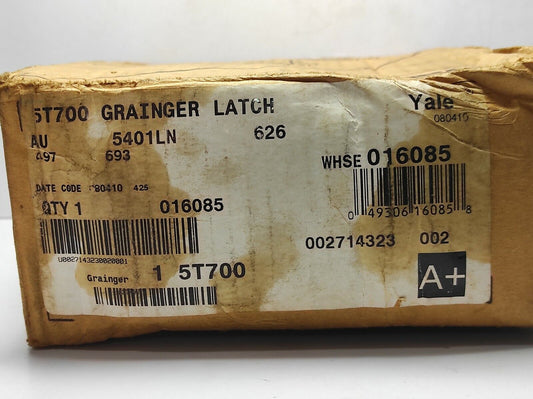 5T700 GRAINGER LATCH Yale
080410
AU 5401LN 626
497 693
WHSE 016085
DATE CODE 080410 425
QTY 1 016085
0 49306 16085 8
U0027143230020001
002714323 002
Grainger 1 5T700
A+